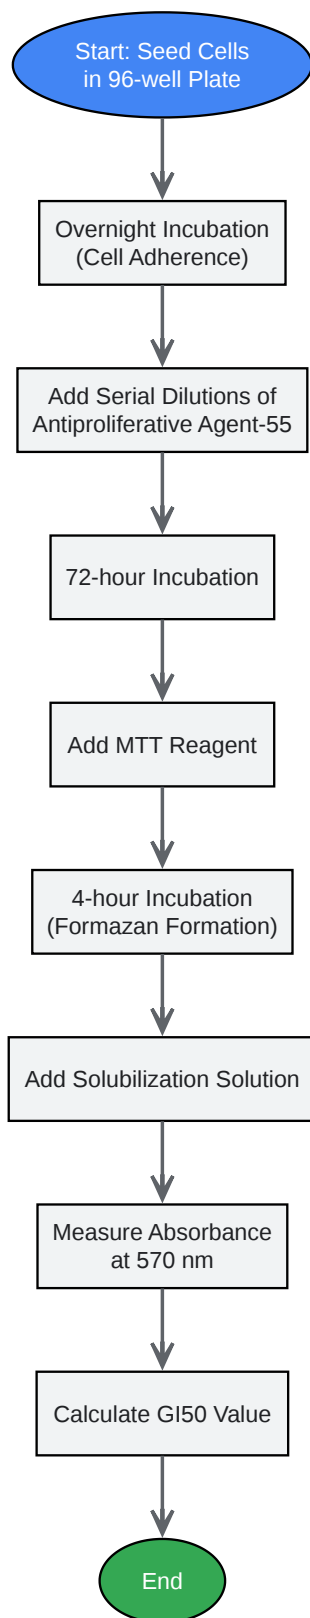 Start: Seed Cells
in 96-well Plate
Overnight Incubation
(Cell Adherence)
Add Serial Dilutions of
Antiproliferative Agent-55
72-hour Incubation
Add MTT Reagent
4-hour Incubation
(Formazan Formation)
Add Solubilization Solution
Measure Absorbance
at 570 nm
Calculate GI50 Value
End